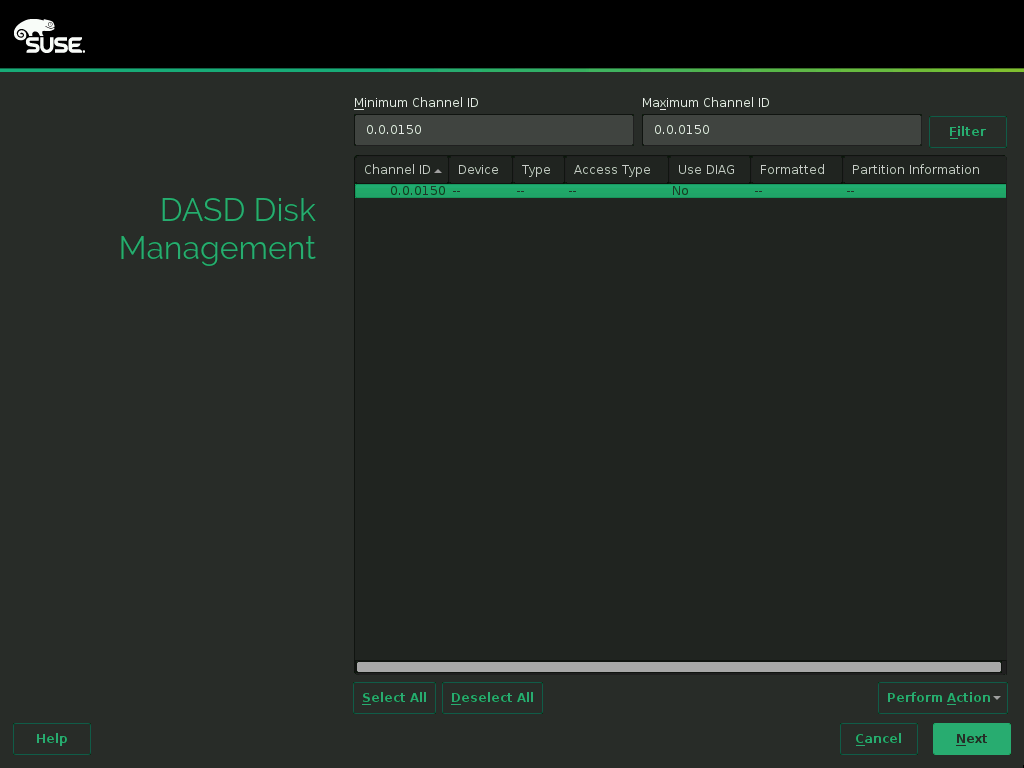 SUSE.
Minimum Channel ID Maximum Channel ID
0.0.0150 0.0.0150 Filter
Channel ID Device Type Access Type Use DIAG Formatted Partition Information
0.0.0150 -- -- -- No -- --
DASD Disk
Management
Select All Deselect All Perform Action
Help Cancel Next